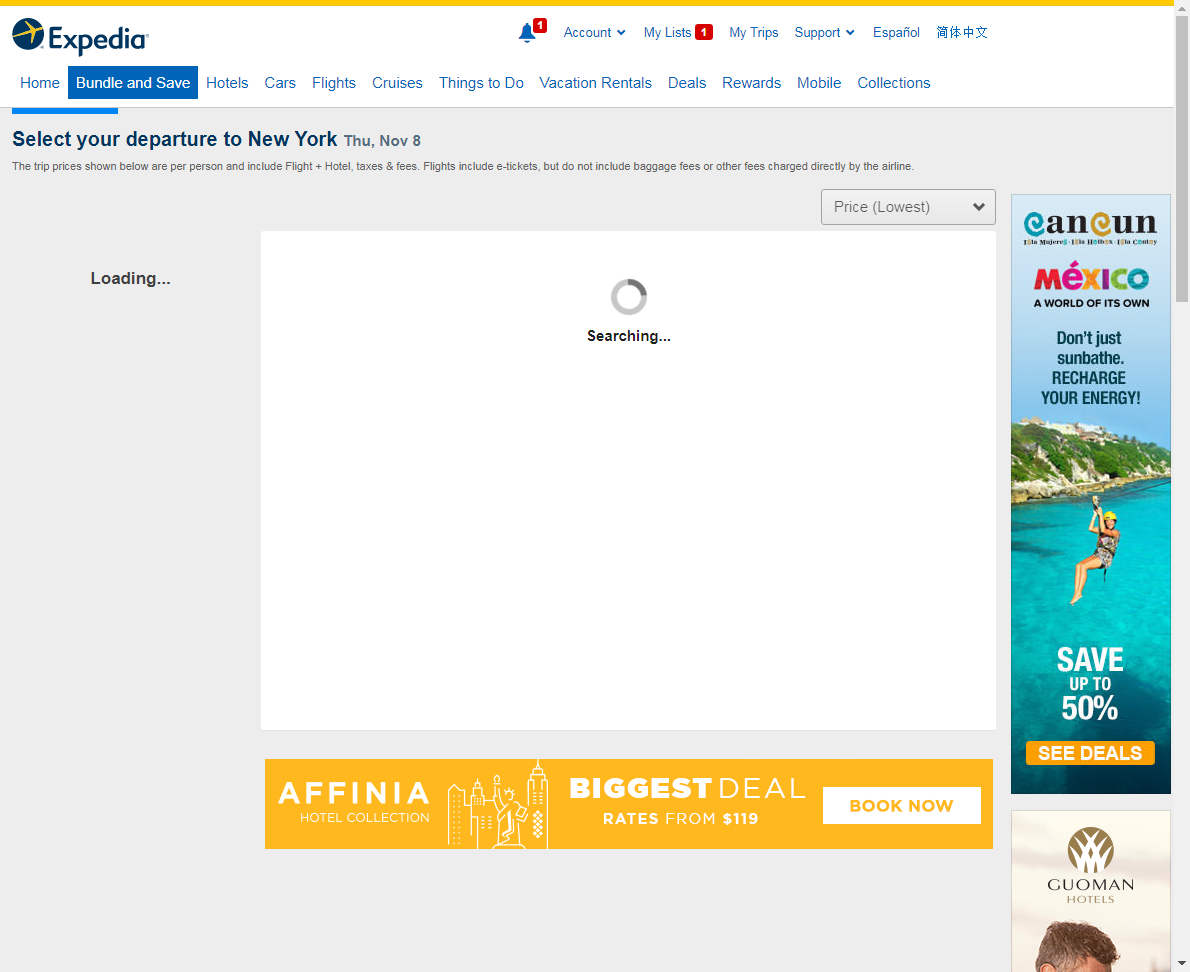 Expedia
1
Account
My Lists 1
My Trips
Support
Español
简体中文
Home
Bundle and Save
Hotels
Cars
Flights
Cruises
Things to Do
Vacation Rentals
Deals
Rewards
Mobile
Collections
Select your departure to New York Thu, Nov 8
The trip prices shown below are per person and include Flight + Hotel, taxes & fees. Flights include e-tickets, but do not include baggage fees or other fees charged directly by the airline.
Price (Lowest)
Loading...
Searching...
cancun
Isla Mujeres · Isla Holbox · Isla Contoy
MéXICO
A WORLD OF ITS OWN
Don't just
sunbathe.
RECHARGE
YOUR ENERGY!
SAVE
UP TO
50%
SEE DEALS
AFFINIA
HOTEL COLLECTION
BIGGEST DEAL
RATES FROM $119
BOOK NOW
GUOMAN
HOTELS